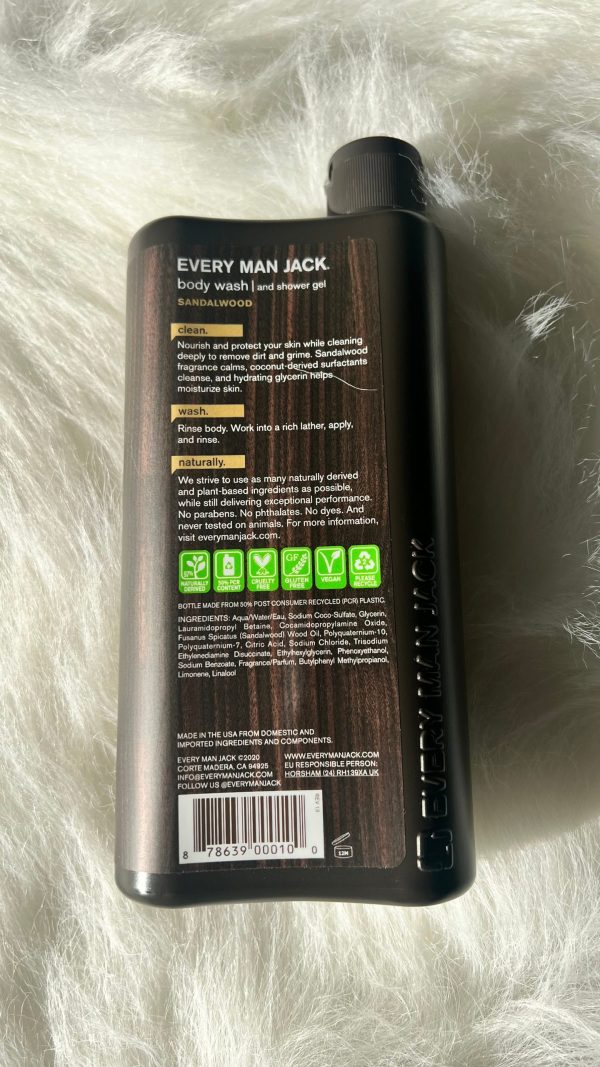 EVERY MAN JACK.
body wash | and shower gel
SANDALWOOD
clean.
Nourish and protect your skin while cleaning
deeply to remove dirt and grime. Sandalwood
fragrance calms, coconut-derived surfactants
cleanse, and hydrating glycerin helps
moisturize skin.
wash.
Rinse body. Work into a rich lather, apply,
and rinse.
naturally.
We strive to use as many naturally derived
and plant-based ingredients as possible,
while still delivering exceptional performance.
No parabens. No phthalates. No dyes. And
never tested on animals. For more information,
visit everymanjack.com.
GF V
NATURALLY DERIVED 50% PCR CONTENT CRUELTY FREE GLUTEN FREE VEGAN PLEASE RECYCLE
BOTTLE MADE FROM 50% POST CONSUMER RECYCLED (PCR) PLASTIC.
INGREDIENTS: Aqua/Water/Eau, Sodium Coco-Sulfate, Glycerin,
Lauramidopropyl Betaine, Cocamidopropylamine Oxide,
Fusanus Spicatus (Sandalwood) Wood Oil, Polyquaternium-10,
Polyquaternium-7, Citric Acid, Sodium Chloride, Trisodium
Ethylenediamine Disuccinate, Ethylhexylglycerin, Phenoxyethanol,
Sodium Benzoate, Fragrance/Parfum, Butylphenyl Methylpropional,
Limonene, Linalool
MADE IN THE USA FROM DOMESTIC AND
IMPORTED INGREDIENTS AND COMPONENTS.
EVERY MAN JACK ©2020
CORTE MADERA, CA 94925
INFO@EVERYMANJACK.COM
FOLLOW US @EVERYMANJACK
WWW.EVERYMANJACK.COM
EU RESPONSIBLE PERSON:
HORSHAM (24) RH139XA UK
8 78639 00010 0
12M
EVERY MAN JACK